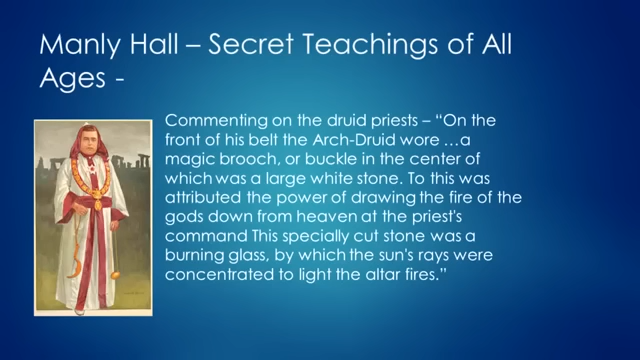 Manly Hall – Secret Teachings of All
Ages -
Commenting on the druid priests – “On the
front of his belt the Arch-Druid wore …a
magic brooch, or buckle in the center of
which was a large white stone. To this was
attributed the power of drawing the fire of the
gods down from heaven at the priest's
command This specially cut stone was a
burning glass, by which the sun's rays were
concentrated to light the altar fires.”